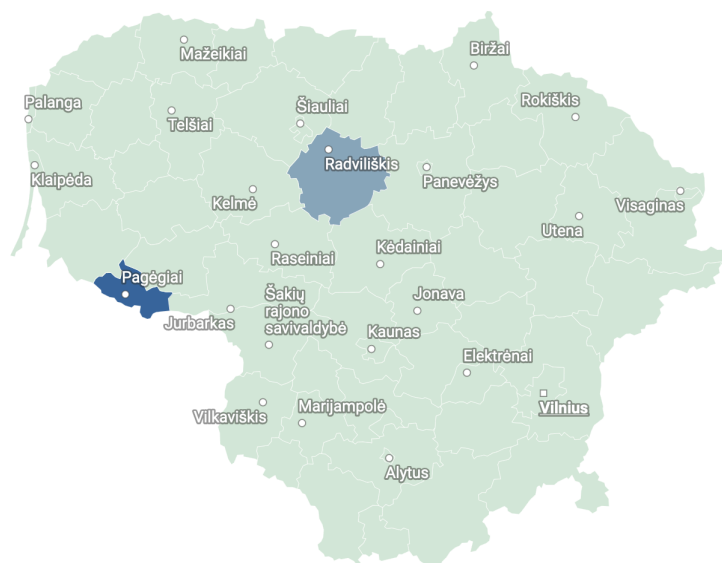 Mažeikiai
Biržai
Palanga
Telšiai
Šiauliai
Rokiškis
Radviliškis
Klaipėda
Panevėžys
Kelmė
Visaginas
Utena
Raseiniai
Kėdainiai
Pagėgiai
Šakių
rajono
savivaldybė
Jonava
Jurbarkas
Kaunas
Elektrėnai
Vilkaviškis
Marijampolė
Vilnius
Alytus